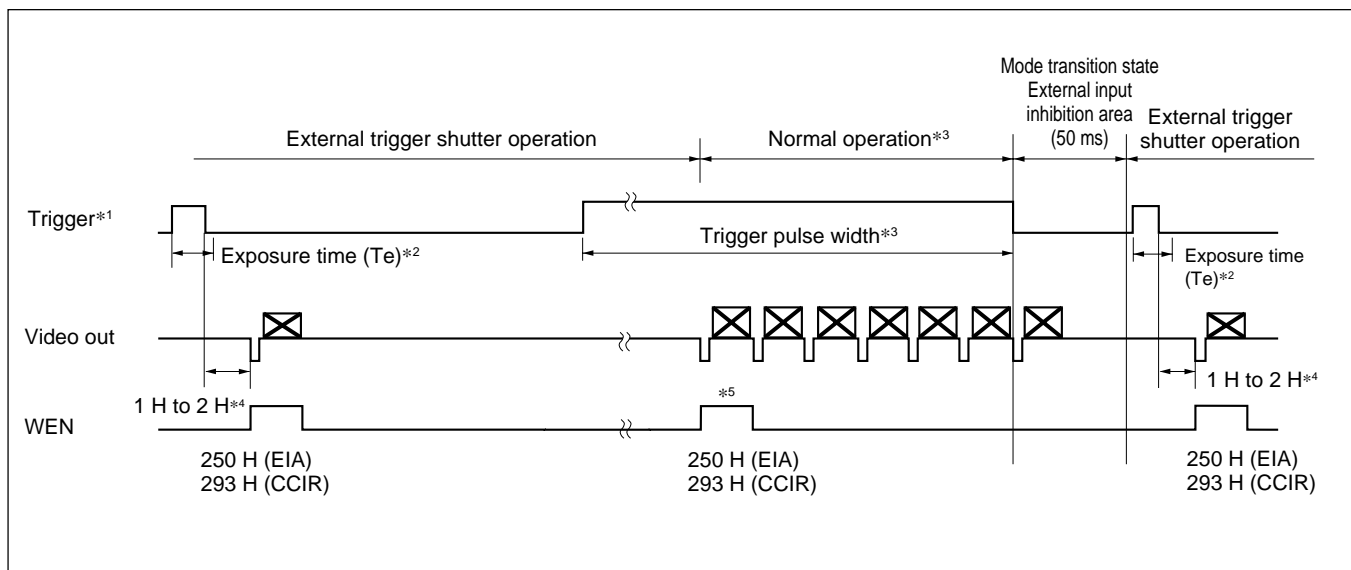 Mode transition state
External input
inhibition area
(50 ms)
External trigger shutter operation
Normal operation*3
External trigger
shutter operation
Trigger*1
Exposure time (Te)*2
Trigger pulse width*3
Exposure time
(Te)*2
Video out
1 H to 2 H*4
1 H to 2 H*4
*5
WEN
250 H (EIA)
293 H (CCIR)
250 H (EIA)
293 H (CCIR)
250 H (EIA)
293 H (CCIR)